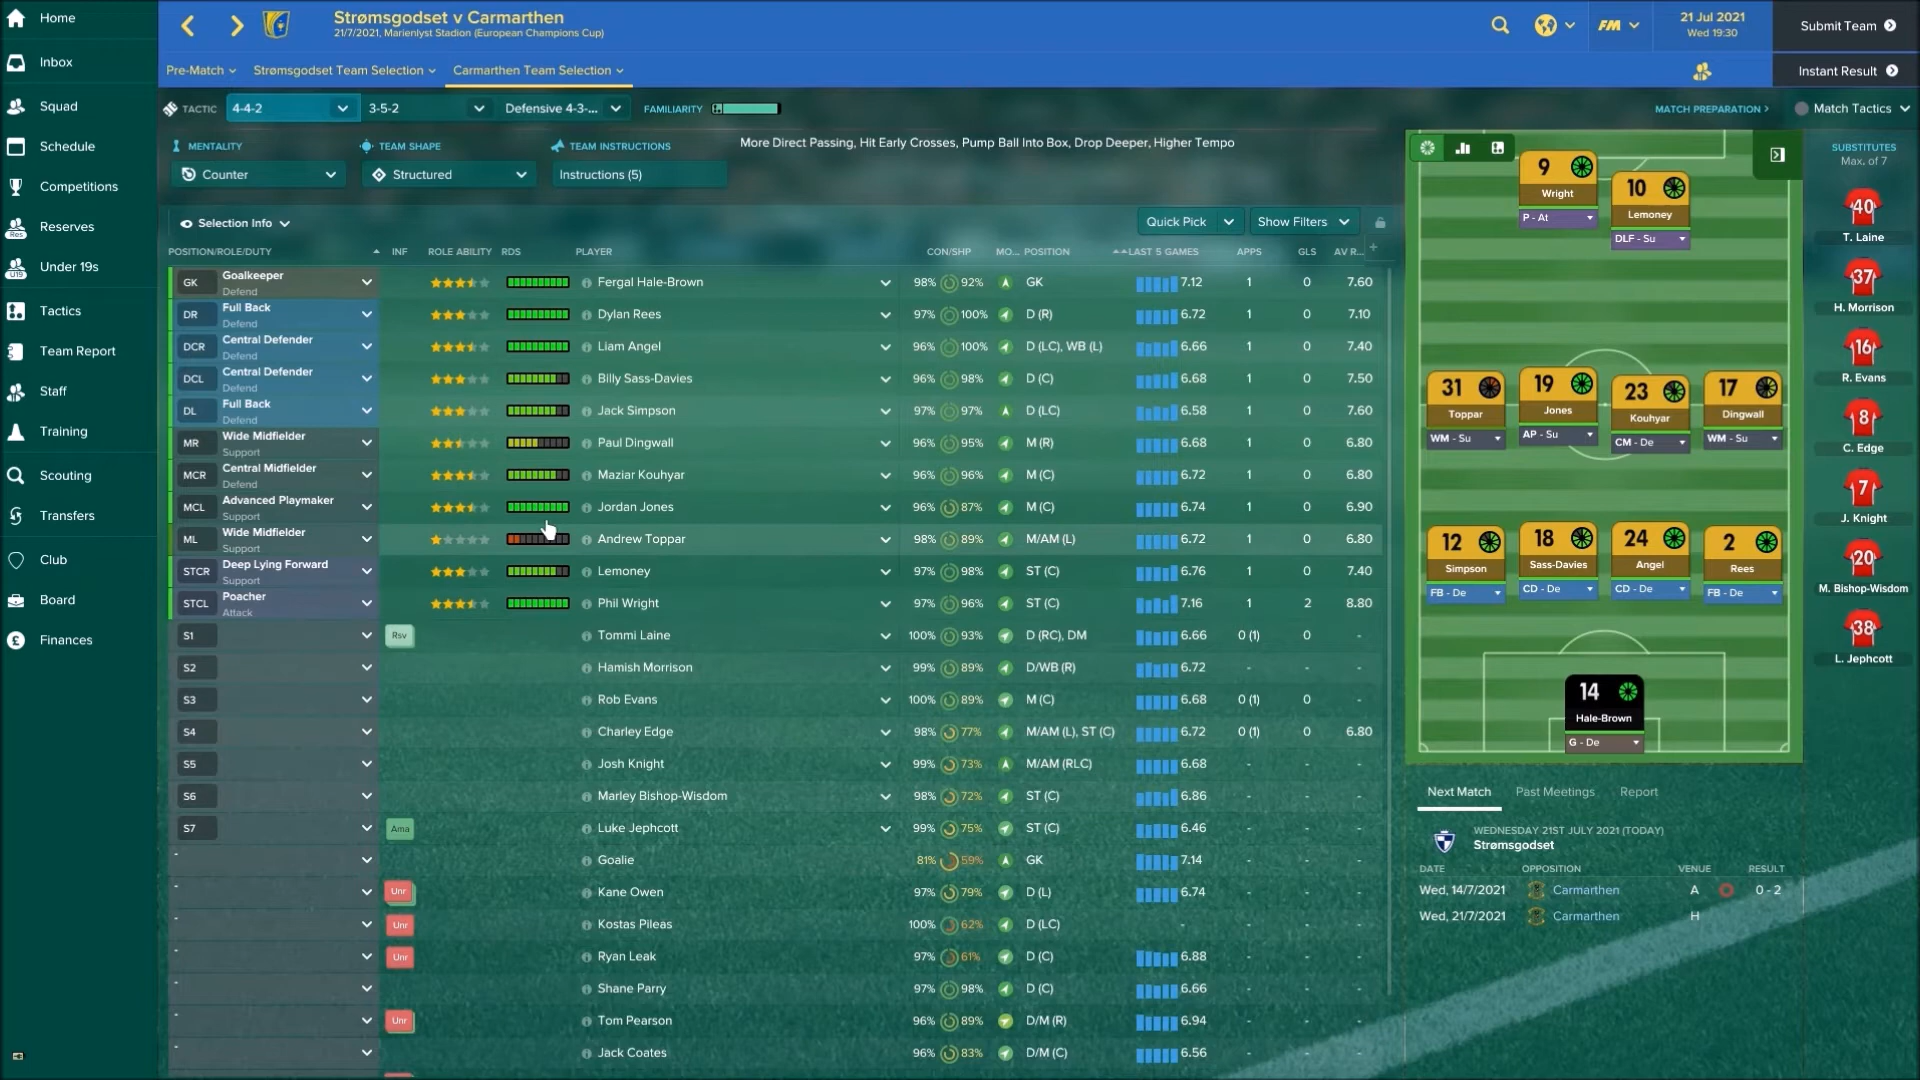 Home
Inbox
Squad
Schedule
Competitions
Reserves
Under 19s
Tactics
Team Report
Staff
Training
Scouting
Transfers
Club
Board
Finances
Strømsgodset v Carmarthen
21/7/2021, Marienlyst Stadion (European Champions Cup)
FM
21 Jul 2021
Wed 19:30
Submit Team
Instant Result
Pre-Match Strømsgodset Team Selection Carmarthen Team Selection
TACTIC 4-4-2 3-5-2 Defensive 4-3-... FAMILIARITY
MATCH PREPARATION > Match Tactics
MENTALITY TEAM SHAPE TEAM INSTRUCTIONS
Counter Structured Instructions (5)
More Direct Passing, Hit Early Crosses, Pump Ball Into Box, Drop Deeper, Higher Tempo
Selection Info Quick Pick Show Filters
POSITION/ROLE/DUTY INF ROLE ABILITY RDS PLAYER CON/SHP MO... POSITION LAST 5 GAMES APPS GLS AV R...
GK Goalkeeper Defend Fergal Hale-Brown 98% 92% GK 7.12 1 0 7.60
DR Full Back Defend Dylan Rees 97% 100% D (R) 6.72 1 0 7.10
DCR Central Defender Defend Liam Angel 96% 100% D (LC), WB (L) 6.66 1 0 7.40
DCL Central Defender Defend Billy Sass-Davies 96% 98% D (C) 6.68 1 0 7.50
DL Full Back Defend Jack Simpson 97% 97% D (LC) 6.58 1 0 7.60
MR Wide Midfielder Support Paul Dingwall 96% 95% M (R) 6.68 1 0 6.80
MCR Central Midfielder Defend Maziar Kouhyar 96% 96% M (C) 6.72 1 0 6.80
MCL Advanced Playmaker Support Jordan Jones 96% 87% M (C) 6.74 1 0 6.90
ML Wide Midfielder Support Andrew Toppar 98% 89% M/AM (L) 6.72 1 0 6.80
STCR Deep Lying Forward Support Lemoney 97% 98% ST (C) 6.76 1 0 7.40
STCL Poacher Attack Phil Wright 97% 96% ST (C) 7.16 1 2 8.80
S1 Rsv Tommi Laine 100% 93% D (RC), DM 6.66 0 (1) 0 -
S2 Hamish Morrison 99% 89% D/WB (R) 6.72 - - -
S3 Rob Evans 100% 89% M (C) 6.68 0 (1) 0 -
S4 Charley Edge 98% 77% M/AM (L), ST (C) 6.72 0 (1) 0 6.80
S5 Josh Knight 99% 73% M/AM (RLC) 6.68 - - -
S6 Marley Bishop-Wisdom 98% 72% ST (C) 6.86 - - -
S7 Ama Luke Jephcott 99% 75% ST (C) 6.46 - - -
- Goalie 81% 59% GK 7.14 - - -
- Unr Kane Owen 97% 79% D (L) 6.74 - - -
- Unr Kostas Pileas 100% 62% D (LC) - - - -
- Unr Ryan Leak 97% 61% D (C) 6.88 - - -
- Shane Parry 97% 98% D (C) 6.66 - - -
- Unr Tom Pearson 96% 89% D/M (R) 6.94 - - -
- Jack Coates 96% 83% D/M (C) 6.56 - - -
9
Wright
P - At
10
Lemoney
DLF - Su
31 19 23 17
Toppar Jones Kouhyar Dingwall
WM - Su AP - Su CM - De WM - Su
12 18 24 2
Simpson Sass-Davies Angel Rees
FB - De CD - De CD - De FB - De
14
Hale-Brown
G - De
SUBSTITUTES
Max. of 7
40
T. Laine
37
H. Morrison
16
R. Evans
8
C. Edge
7
J. Knight
20
M. Bishop-Wisdom
38
L. Jephcott
Next Match Past Meetings Report
WEDNESDAY 21ST JULY 2021 (TODAY)
Strømsgodset
DATE OPPOSITION VENUE RESULT
Wed, 14/7/2021 Carmarthen A 0 - 2
Wed, 21/7/2021 Carmarthen H